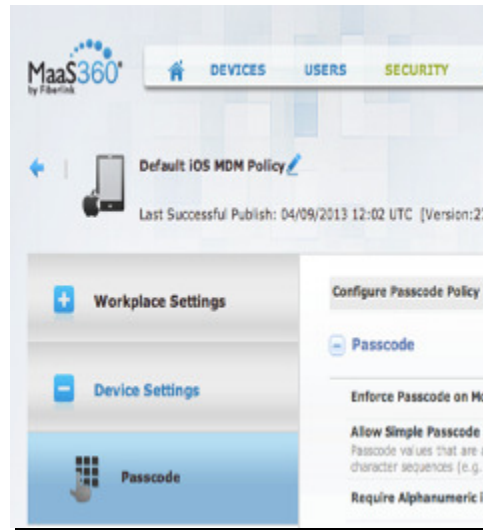 MaaS360
by Fiberlink
DEVICES USERS SECURITY
Default iOS MDM Policy
Last Successful Publish: 04/09/2013 12:02 UTC [Version:2
Workplace Settings
Configure Passcode Policy
Passcode
Device Settings
Enforce Passcode on Mo
Allow Simple Passcode
Passcode values that are a
character sequences (e.g.
Passcode
Require Alphanumeric